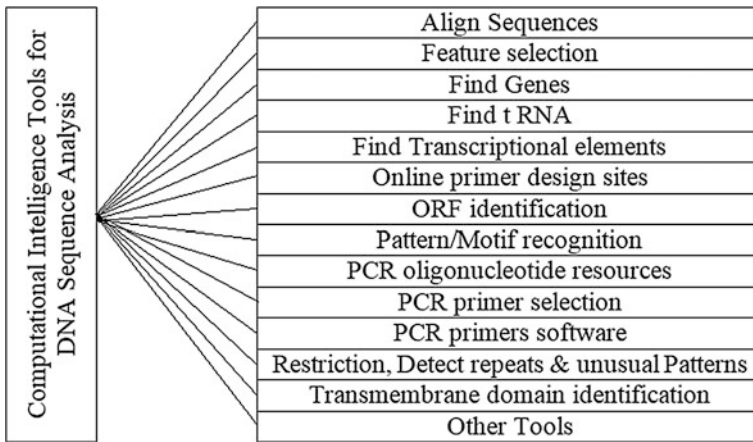 Computational Intelligence Tools for
DNA Sequence Analysis
Align Sequences
Feature selection
Find Genes
Find t RNA
Find Transcriptional elements
Online primer design sites
ORF identification
Pattern/Motif recognition
PCR oligonucleotide resources
PCR primer selection
PCR primers software
Restriction, Detect repeats & unusual Patterns
Transmembrane domain identification
Other Tools